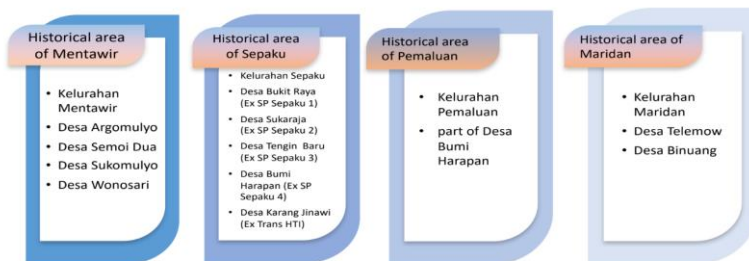 Historical area
of Mentawir
• Kelurahan
Mentawir
• Desa Argomulyo
• Desa Semoi Dua
• Desa Sukomulyo
• Desa Wonosari
Historical area
of Sepaku
• Kelurahan Sepaku
• Desa Bukit Raya
(Ex SP Sepaku 1)
• Desa Sukaraja
(Ex SP Sepaku 2)
• Desa Tengin Baru
(Ex SP Sepaku 3)
• Desa Bumi
Harapan (Ex SP
Sepaku 4)
• Desa Karang Jinawi
(Ex Trans HTI)
Historical area
of Pemaluan
• Kelurahan
Pemaluan
• part of Desa
Bumi
Harapan
Historical area of
Maridan
• Kelurahan
Maridan
• Desa Telemow
• Desa Binuang